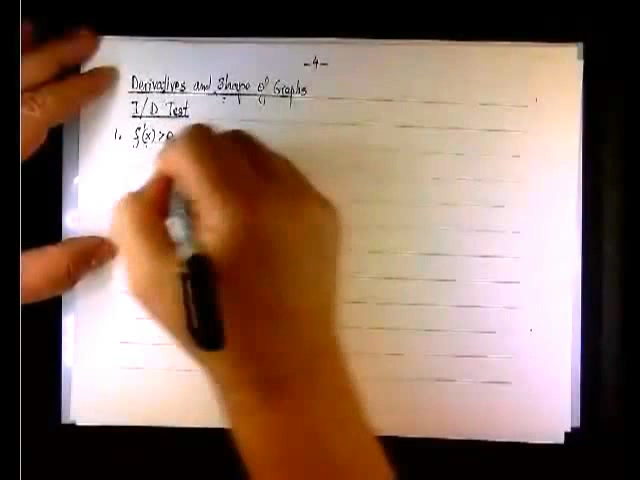 -4-
Derivatives and Shape of Graphs
I/D Test
1. f'(x) > 0